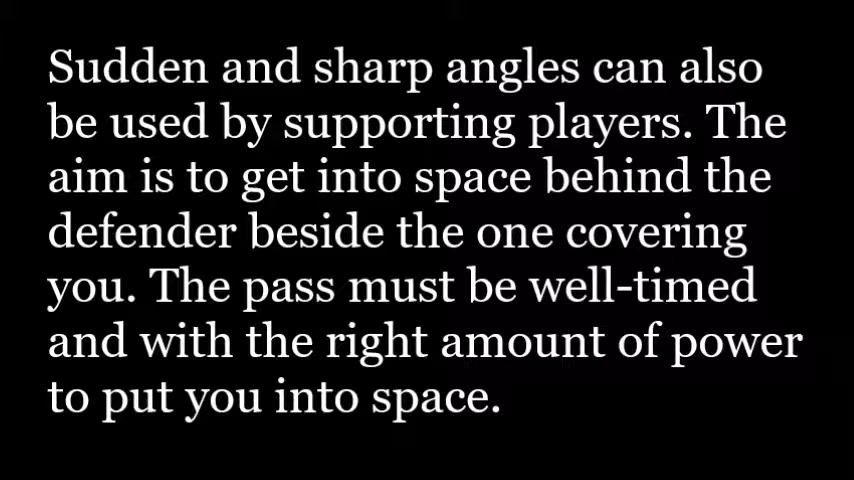 Sudden and sharp angles can also
be used by supporting players. The
aim is to get into space behind the
defender beside the one covering
you. The pass must be well-timed
and with the right amount of power
to put you into space.